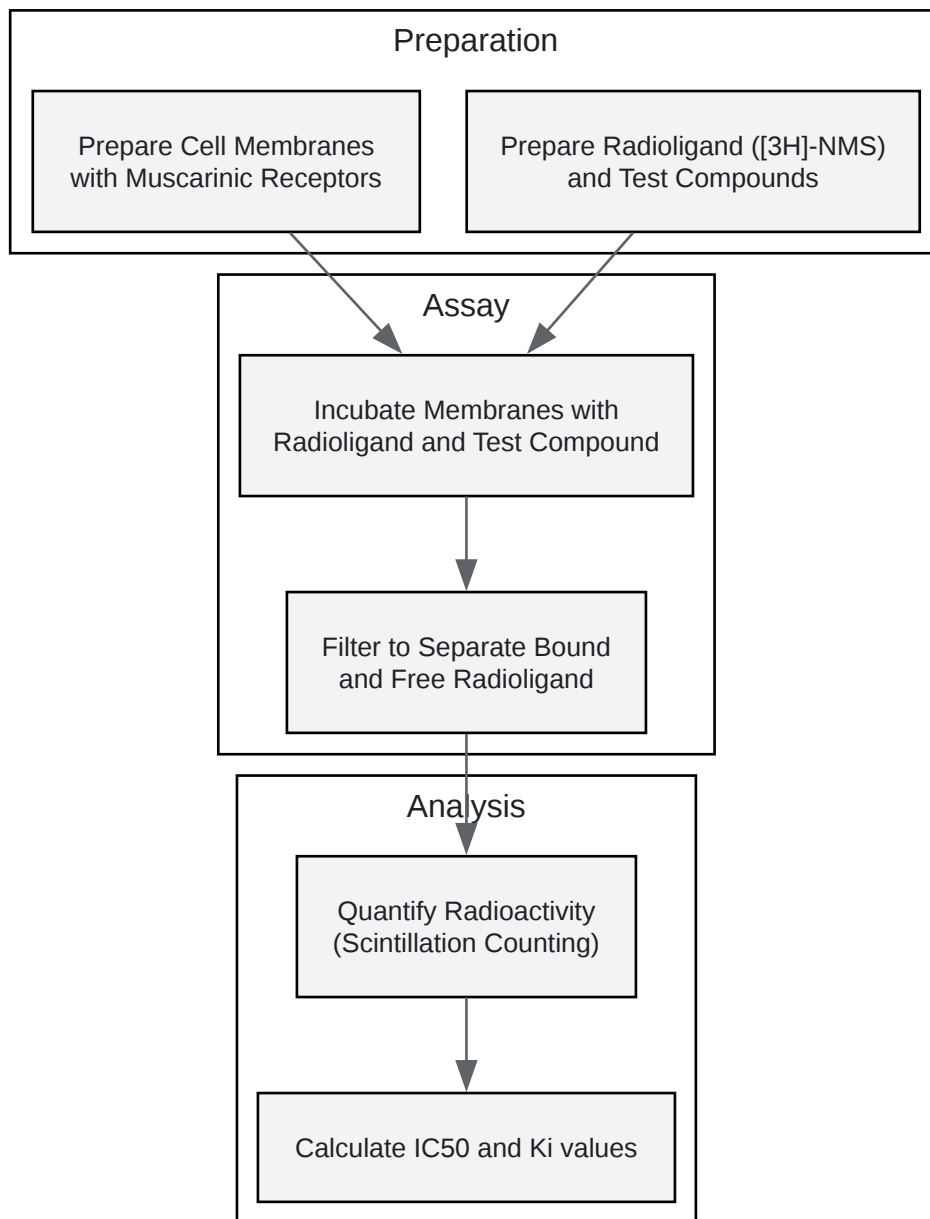 Preparation
Prepare Cell Membranes
with Muscarinic Receptors
Prepare Radioligand ([3H]-NMS)
and Test Compounds
Assay
Incubate Membranes with
Radioligand and Test Compound
Filter to Separate Bound
and Free Radioligand
Analysis
Quantify Radioactivity
(Scintillation Counting)
Calculate IC50 and Ki values